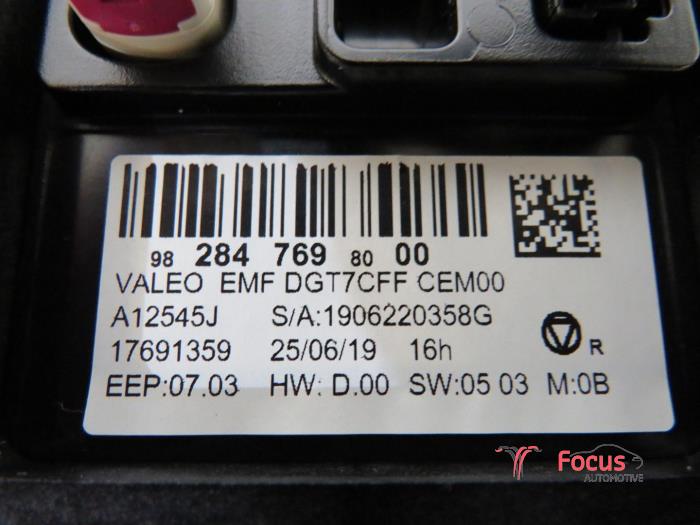 98 284 769 80 00
VALEO EMF DGT7CFF CEM00
A12545J S/A:1906220358G
17691359 25/06/19 16h R
EEP:07.03 HW: D.00 SW:05 03 M:0B
Focus
AUTOMOTIVE